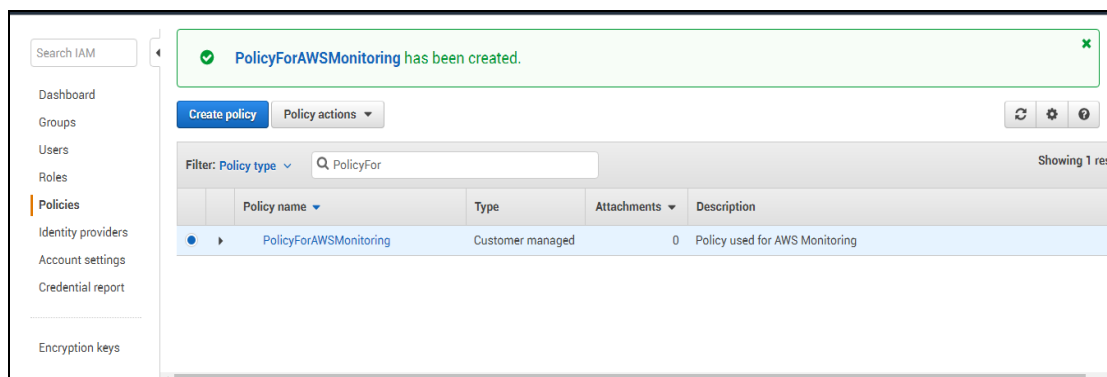 Search IAM
Dashboard
Groups
Users
Roles
Policies
Identity providers
Account settings
Credential report
Encryption keys
PolicyForAWSMonitoring has been created.
Create policy Policy actions
Filter: Policy type PolicyFor Showing 1 res
Policy name Type Attachments Description
PolicyForAWSMonitoring Customer managed 0 Policy used for AWS Monitoring